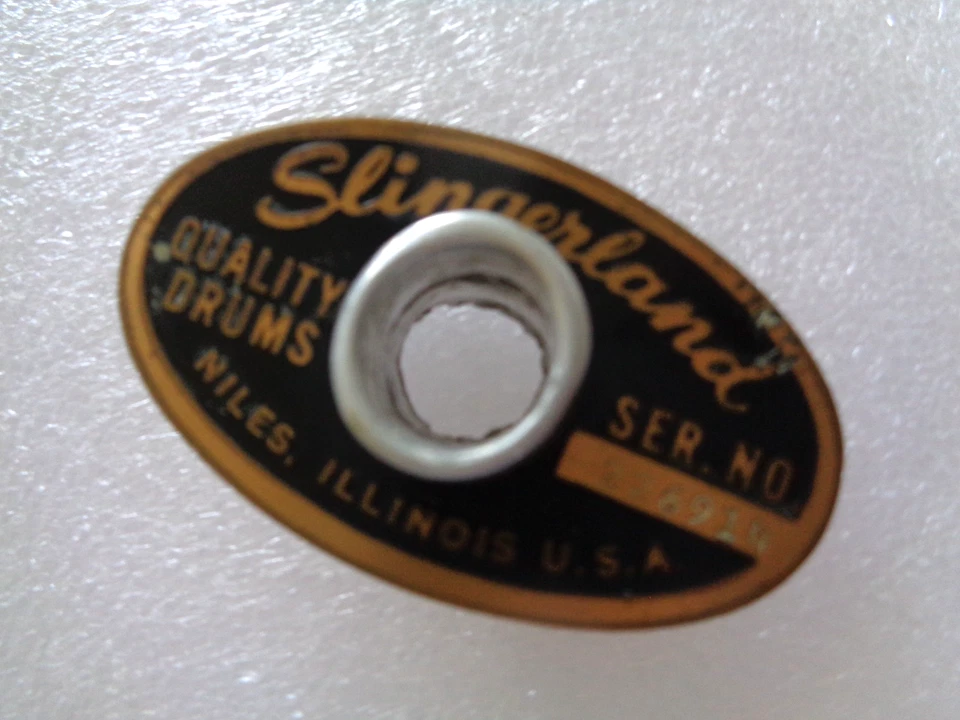 Slingerland
QUALITY
DRUMS
SER. NO
NILES, ILLINOIS U.S.A